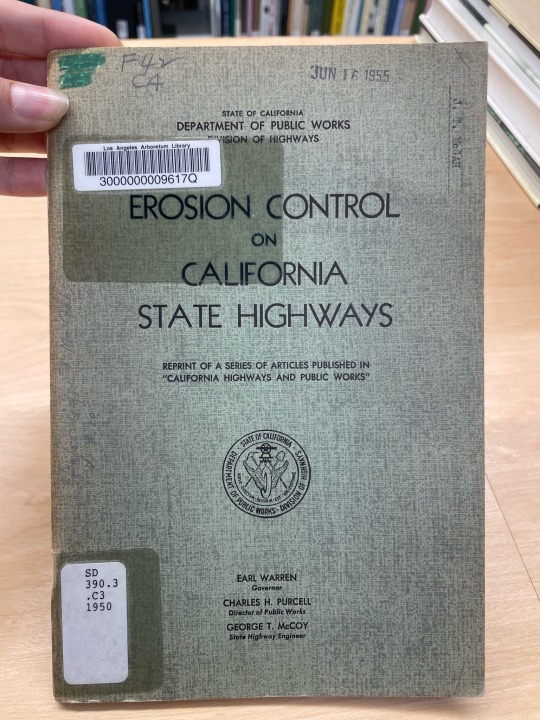 F42
CA
JUN 16 1955
STATE OF CALIFORNIA
DEPARTMENT OF PUBLIC WORKS
DIVISION OF HIGHWAYS
Los Angeles Arboretum Library
3000000009617Q
EROSION CONTROL
ON
CALIFORNIA
STATE HIGHWAYS
REPRINT OF A SERIES OF ARTICLES PUBLISHED IN
"CALIFORNIA HIGHWAYS AND PUBLIC WORKS"
STATE OF CALIFORNIA
DEPARTMENT OF PUBLIC WORKS - DIVISION OF HIGHWAYS
EARL WARREN
Governor
CHARLES H. PURCELL
Director of Public Works
GEORGE T. McCOY
State Highway Engineer
SD
390.3
.C3
1950